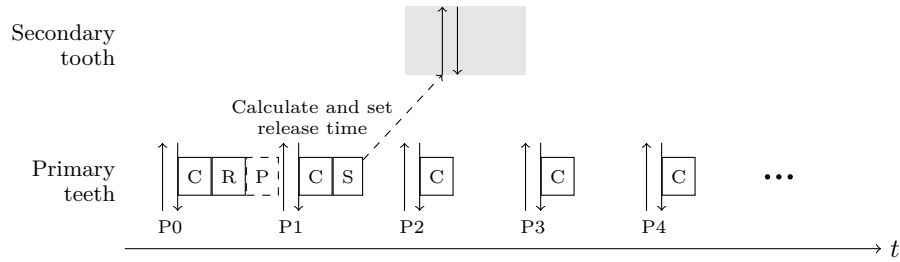 Secondary
tooth
Calculate and set
release time
Primary
teeth
C R P C S C C C ...
P0 P1 P2 P3 P4
t